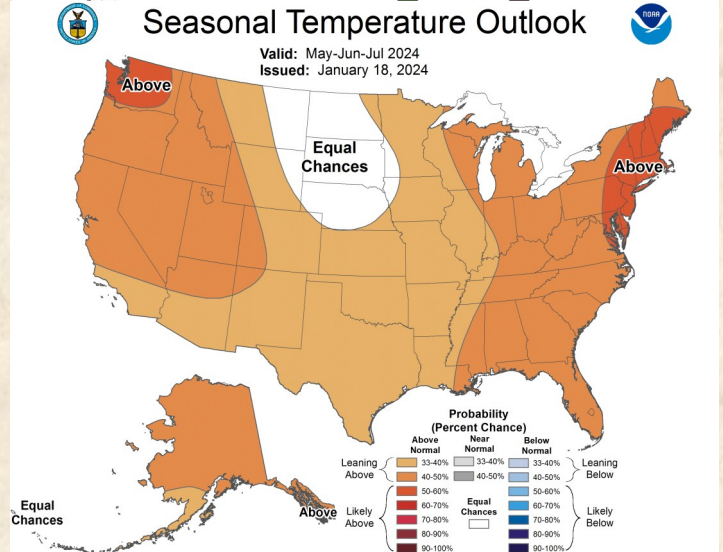 Seasonal Temperature Outlook
NOAA
Valid: May-Jun-Jul 2024
Issued: January 18, 2024
Above
Equal
Chances
Above
Equal
Chances
Above
Probability
(Percent Chance)
Above
Normal
Near
Normal
Below
Normal
Leaning
Above
33-40%
40-50%
33-40%
40-50%
33-40%
40-50%
Leaning
Below
Likely
Above
50-60%
60-70%
70-80%
80-90%
90-100%
Equal
Chances
50-60%
60-70%
70-80%
80-90%
90-100%
Likely
Below